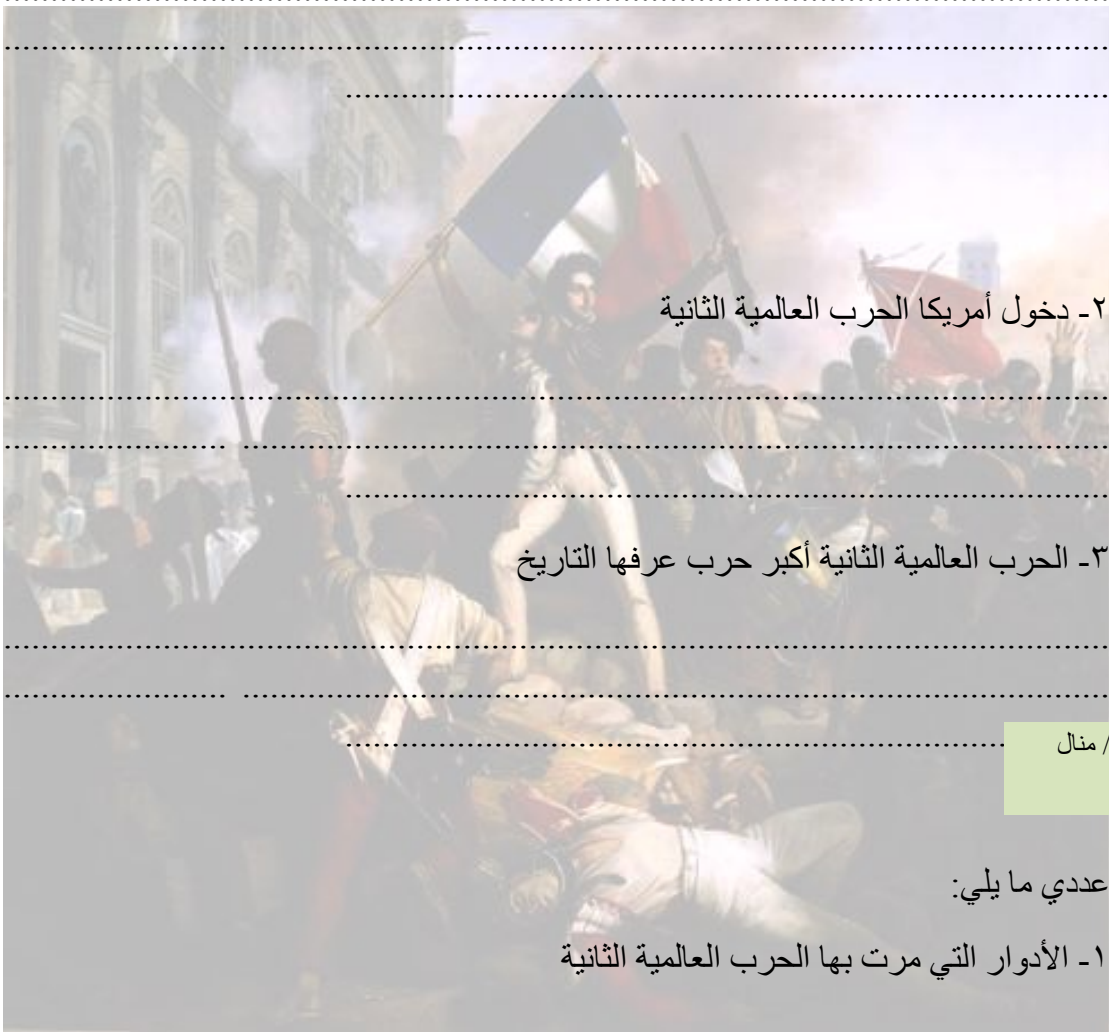 ٢- دخول أمريكا الحرب العالمية الثانية
٣- الحرب العالمية الثانية أكبر حرب عرفها التاريخ
/ منال
عددي ما يلي:
١- الأدوار التي مرت بها الحرب العالمية الثانية